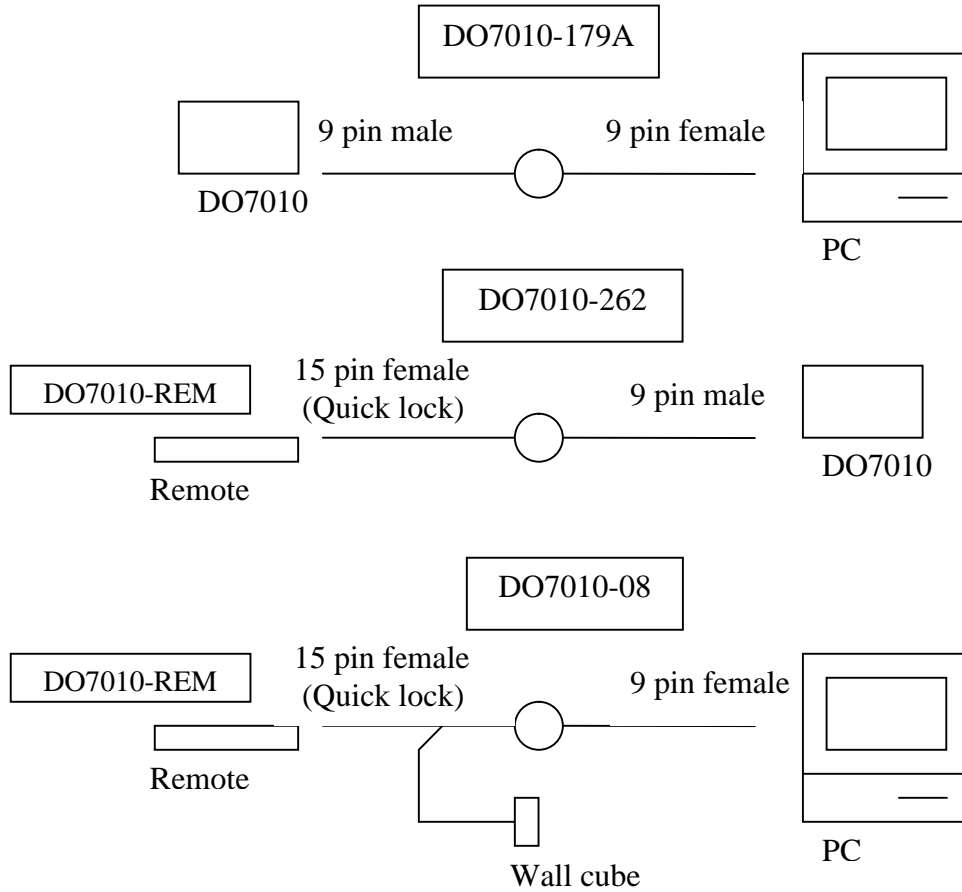 DO7010-179A
9 pin male
9 pin female
DO7010
PC
DO7010-262
DO7010-REM
15 pin female
(Quick lock)
9 pin male
Remote
DO7010
DO7010-08
DO7010-REM
15 pin female
(Quick lock)
9 pin female
Remote
PC
Wall cube